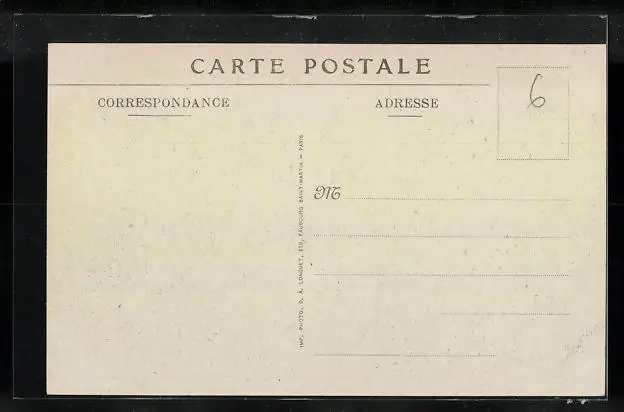 CARTE POSTALE
CORRESPONDANCE
ADRESSE
6
IMP. PHOTO. D. A. LONGUET, 250, FAUBOURG SAINT-MARTIN — PARIS
M